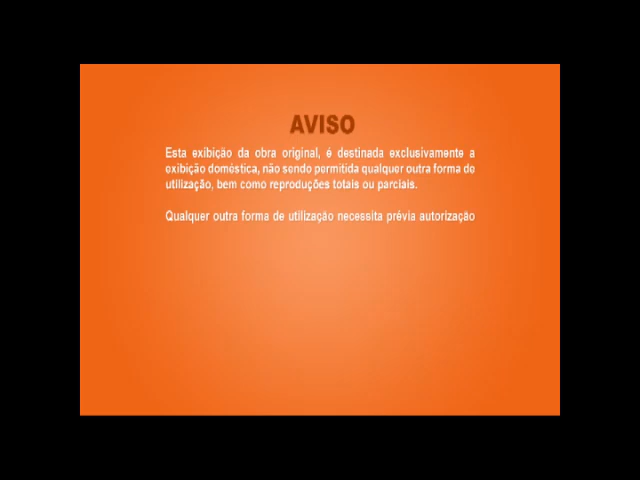 AVISO
Esta exibição da obra original, é destinada exclusivamente a
exibição doméstica, não sendo permitida qualquer outra forma de
utilização, bem como reproduções totais ou parciais.
Qualquer outra forma de utilização necessita prévia autorização